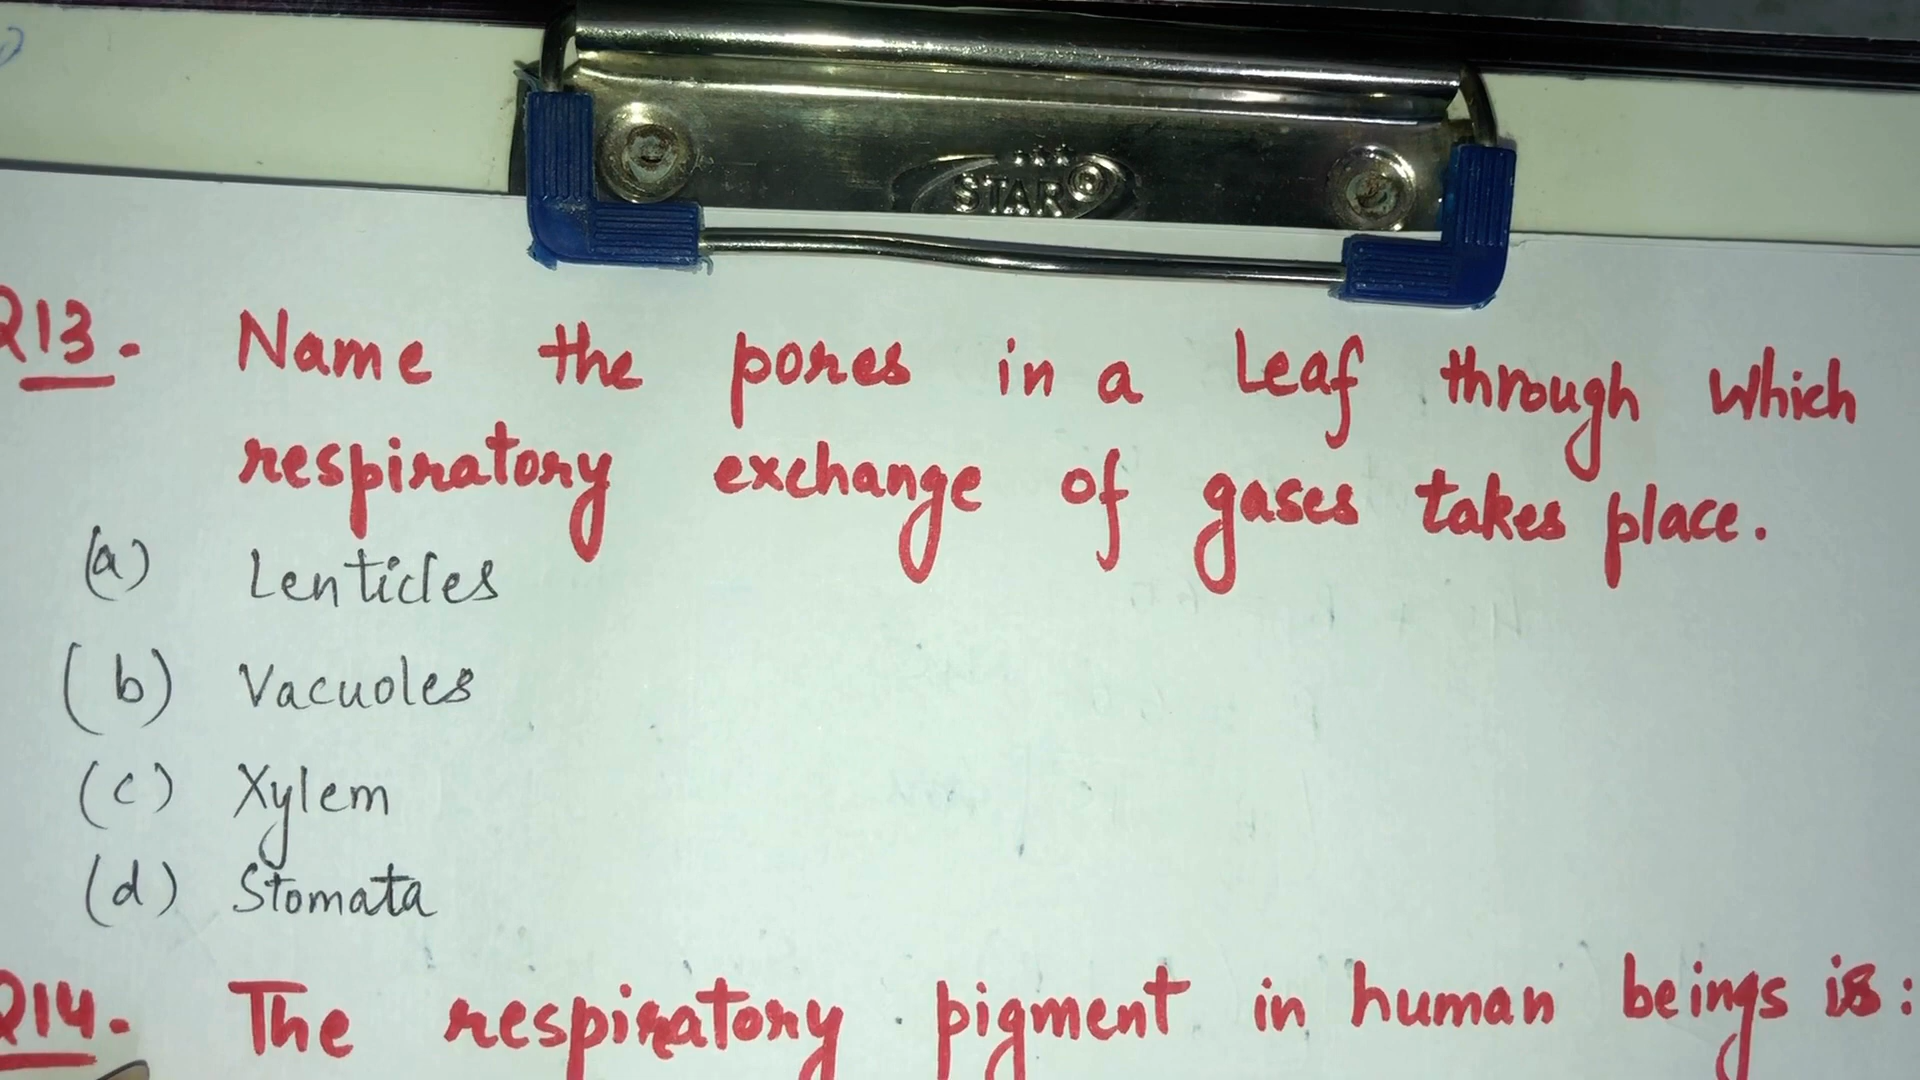 STAR®
Q13. Name the pores in a Leaf through which
respiratory exchange of gases takes place.
(a) Lenticles
(b) Vacuoles
(c) Xylem
(d) Stomata
Q14. The respiratory pigment in human beings is: